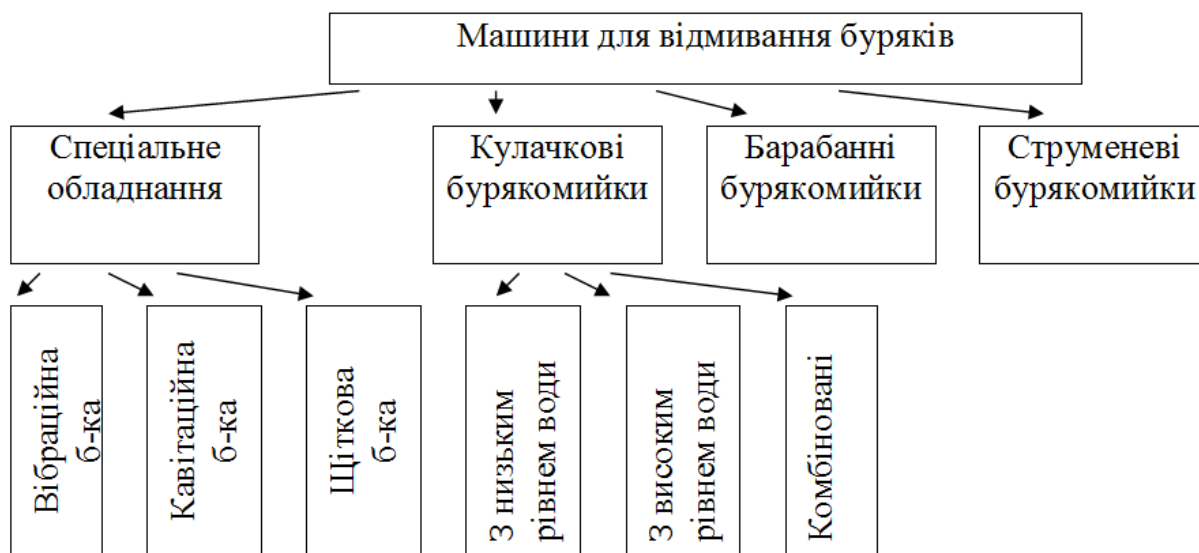 Машини для відмивання буряків
Спеціальне
обладнання
Кулачкові
бурякомийки
Барабанні
бурякомийки
Струменеві
бурякомийки
Вібраційна
б-ка
Кавітаційна
б-ка
Щіткова
б-ка
З низьким
рівнем води
З високим
рівнем води
Комбіновані